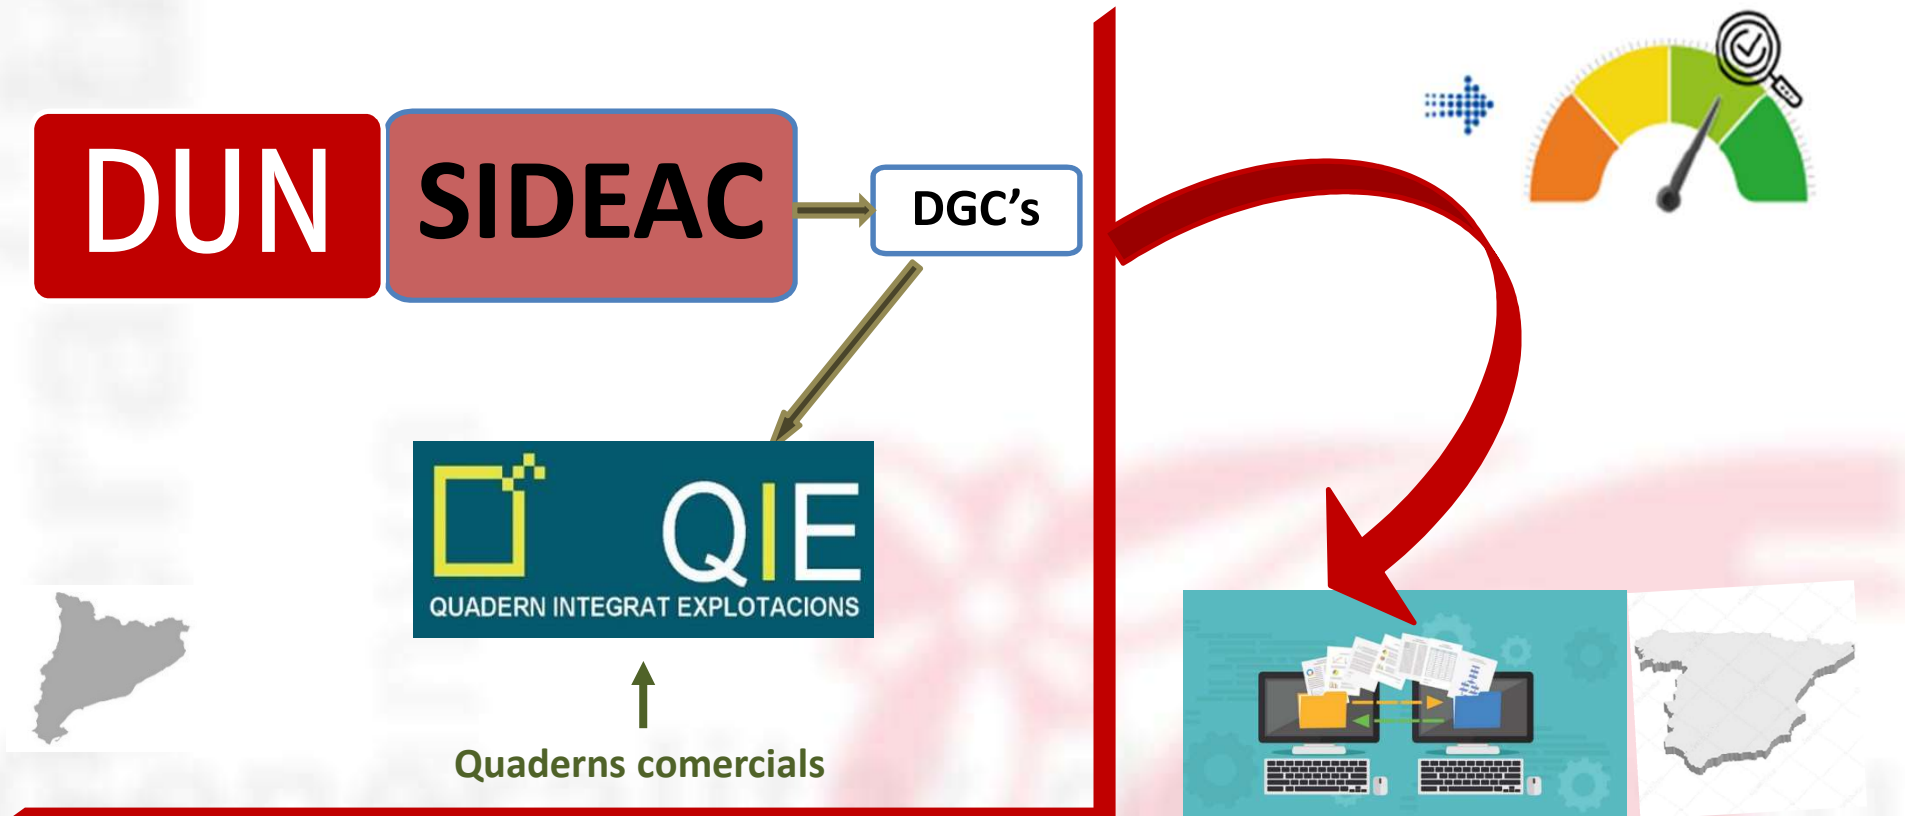 DUN
SIDEAC
DGC's
QIE
QUADERN INTEGRAT EXPLOTACIONS
Quaderns comercials